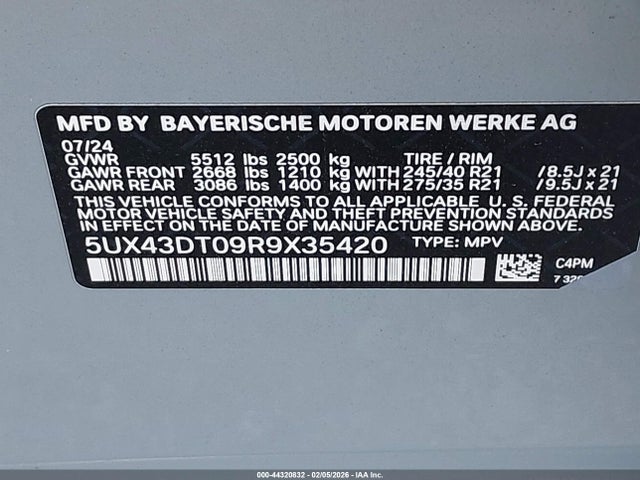 MFD BY BAYERISCHE MOTOREN WERKE AG
07/24
GVWR 5512 lbs 2500 kg TIRE / RIM
GAWR FRONT 2668 lbs 1210 kg WITH 245/40 R21 /8.5J x 21
GAWR REAR 3086 lbs 1400 kg WITH 275/35 R21 /9.5J x 21
THIS VEHICLE CONFORMS TO ALL APPLICABLE U. S. FEDERAL
MOTOR VEHICLE SAFETY, BUMPER, AND THEFT PREVENTION
STANDARDS IN EFFECT ON THE DATE OF MANUFACTURE SHOWN ABOVE.
5UX43DT09R9X35420 TYPE: MPV
C4PM
000-44320832 - 02/05/2026 - IAA Inc.